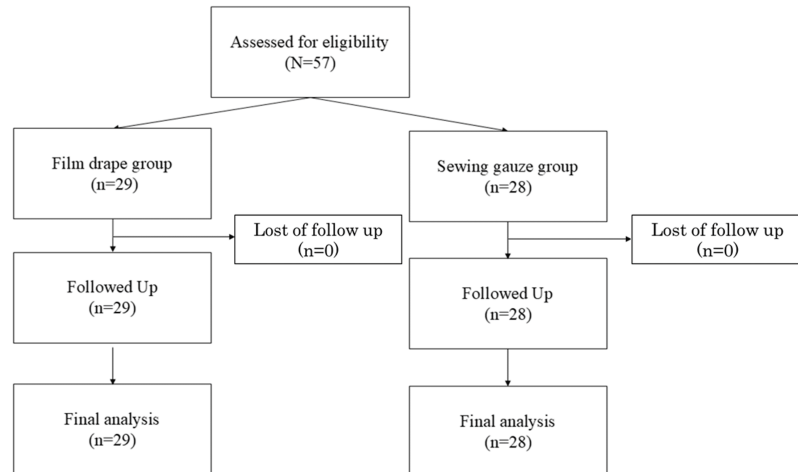 Assessed for eligibility
(N=57)
Film drape group
(n=29)
Sewing gauze group
(n=28)
Lost of follow up
(n=0)
Lost of follow up
(n=0)
Followed Up
(n=29)
Followed Up
(n=28)
Final analysis
(n=29)
Final analysis
(n=28)